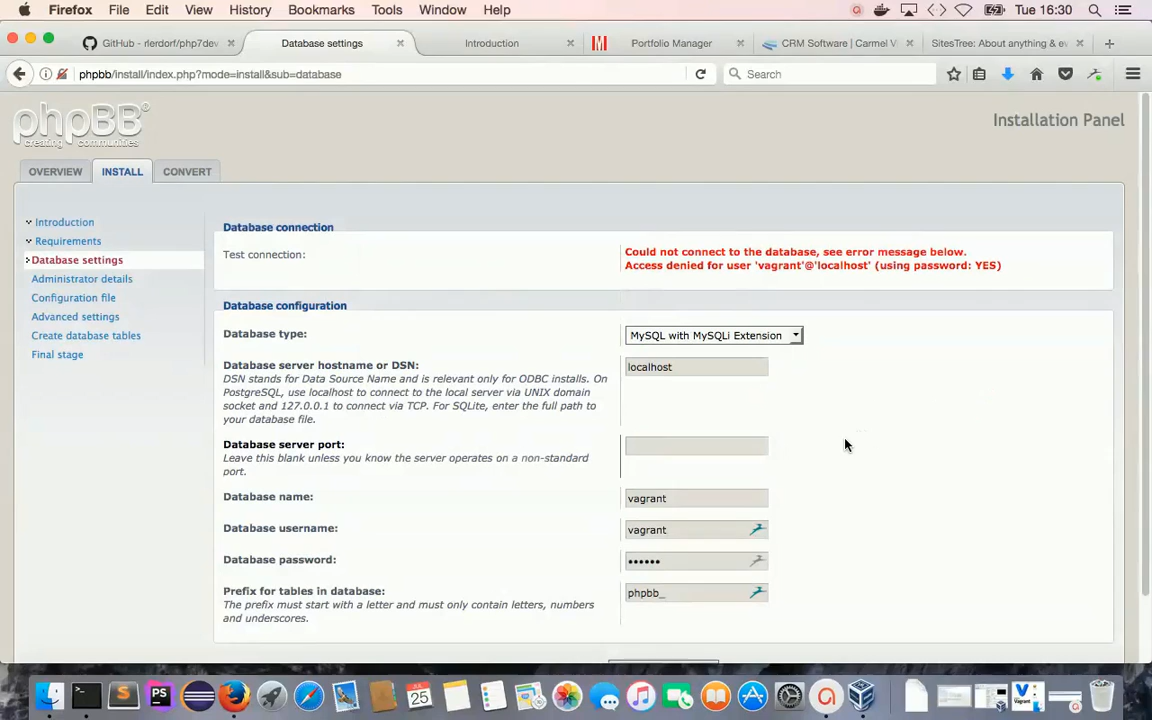 Firefox File Edit View History Bookmarks Tools Window Help Tue 16:30
GitHub - rlerdorf/php7dev Database settings Introduction Portfolio Manager CRM Software | Carmel V SitesTree: About anything & ev
phpbb/install/index.php?mode=install&sub=database Search
phpBB
creating communities
Installation Panel
OVERVIEW INSTALL CONVERT
Introduction
Requirements
Database settings
Administrator details
Configuration file
Advanced settings
Create database tables
Final stage
Database connection
Test connection:
Could not connect to the database, see error message below.
Access denied for user 'vagrant'@'localhost' (using password: YES)
Database configuration
Database type: MySQL with MySQLi Extension
Database server hostname or DSN: localhost
DSN stands for Data Source Name and is relevant only for ODBC installs. On
PostgreSQL, use localhost to connect to the local server via UNIX domain
socket and 127.0.0.1 to connect via TCP. For SQLite, enter the full path to
your database file.
Database server port:
Leave this blank unless you know the server operates on a non-standard
port.
Database name: vagrant
Database username: vagrant
Database password: ••••••
Prefix for tables in database: phpbb_
The prefix must start with a letter and must only contain letters, numbers
and underscores.